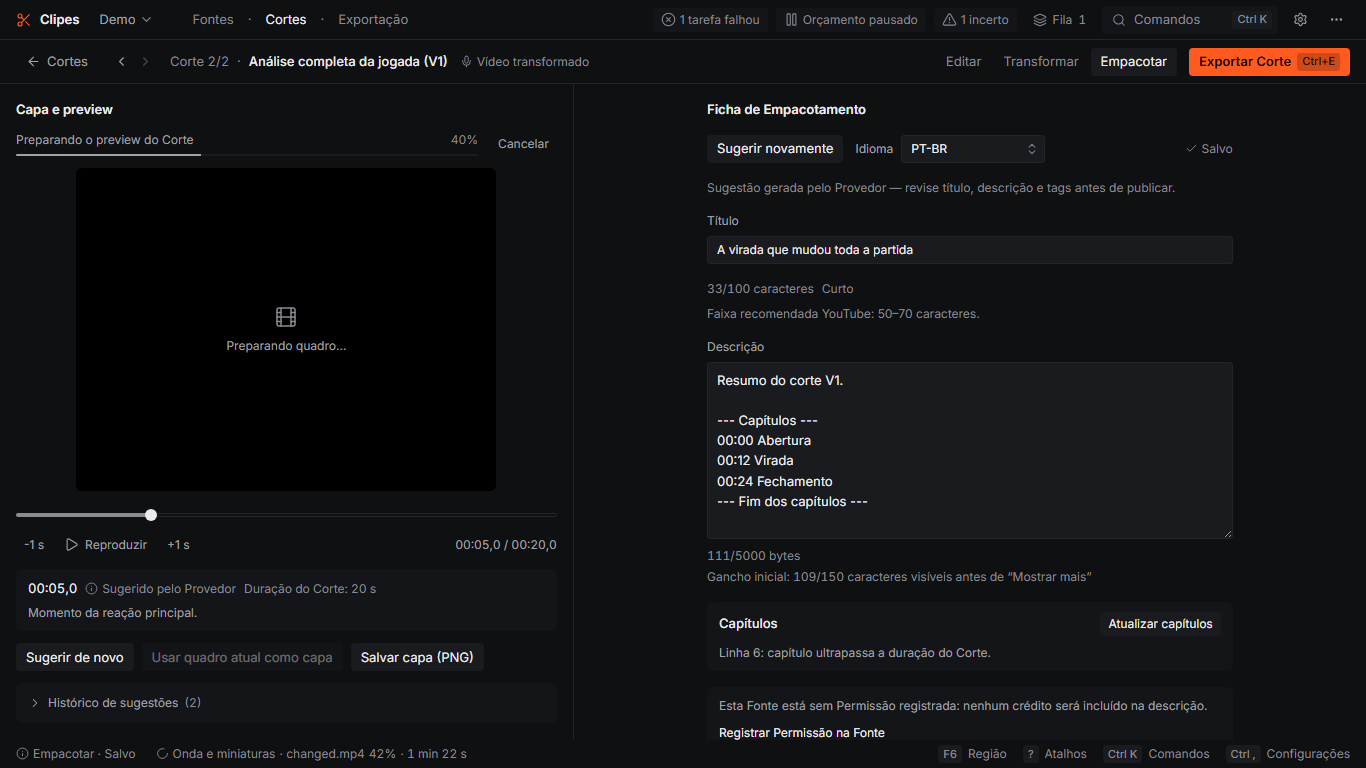 Clipes Demo Fontes · Cortes · Exportação 1 tarefa falhou Orçamento pausado 1 incerto Fila 1 Comandos Ctrl K
Cortes Corte 2/2 · Análise completa da jogada (V1) Vídeo transformado Editar Transformar Empacotar Exportar Corte Ctrl+E
Capa e preview
Preparando o preview do Corte 40% Cancelar
Preparando quadro...
-1 s Reproduzir +1 s 00:05,0 / 00:20,0
00:05,0 Sugerido pelo Provedor Duração do Corte: 20 s
Momento da reação principal.
Sugerir de novo Usar quadro atual como capa Salvar capa (PNG)
Histórico de sugestões (2)
Ficha de Empacotamento
Sugerir novamente Idioma PT-BR Salvo
Sugestão gerada pelo Provedor — revise título, descrição e tags antes de publicar.
Título
A virada que mudou toda a partida
33/100 caracteres Curto
Faixa recomendada YouTube: 50–70 caracteres.
Descrição
Resumo do corte V1.
--- Capítulos ---
00:00 Abertura
00:12 Virada
00:24 Fechamento
--- Fim dos capítulos ---
111/5000 bytes
Gancho inicial: 109/150 caracteres visíveis antes de “Mostrar mais”
Capítulos Atualizar capítulos
Linha 6: capítulo ultrapassa a duração do Corte.
Esta Fonte está sem Permissão registrada: nenhum crédito será incluído na descrição.
Registrar Permissão na Fonte
Empacotar · Salvo Onda e miniaturas · changed.mp4 42% · 1 min 22 s F6 Região ? Atalhos Ctrl K Comandos Ctrl , Configurações